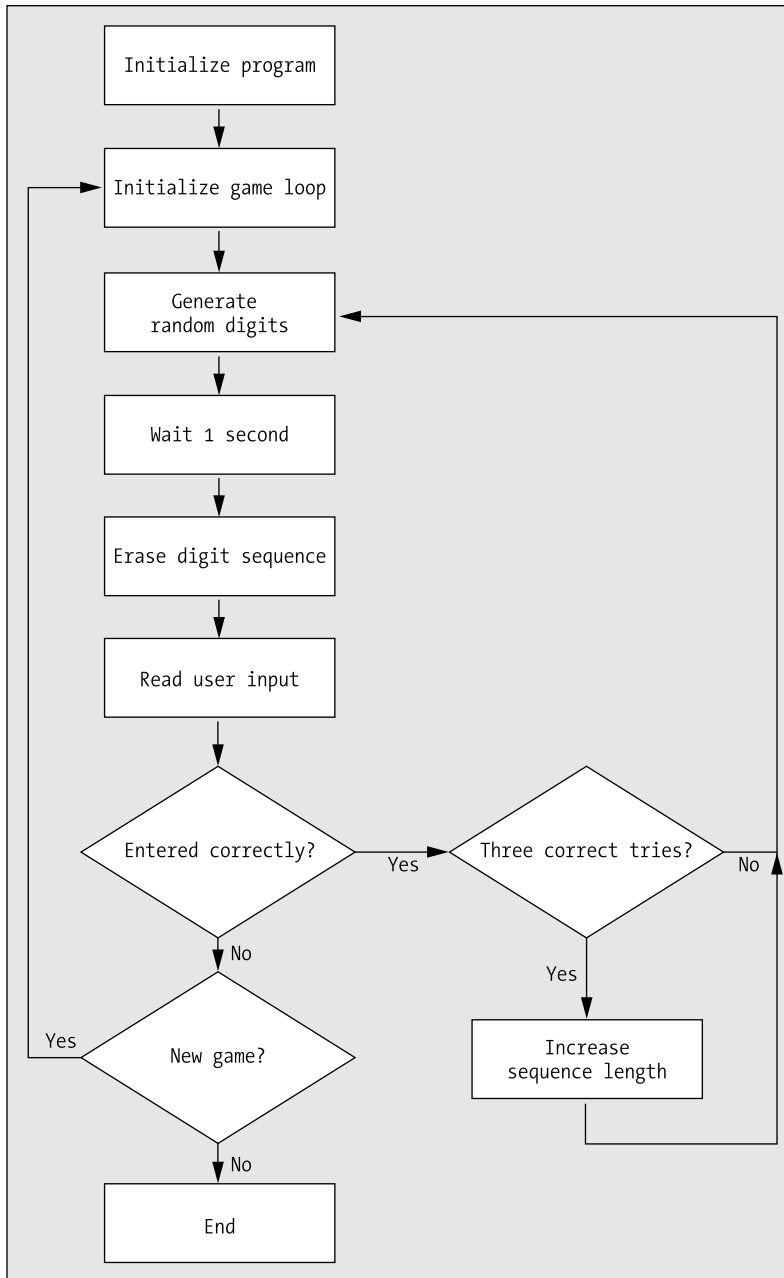 Initialize program
Initialize game loop
Generate
random digits
Wait 1 second
Erase digit sequence
Read user input
Entered correctly?
Yes
Three correct tries?
No
No
Yes
New game?
Yes
Increase
sequence length
No
End